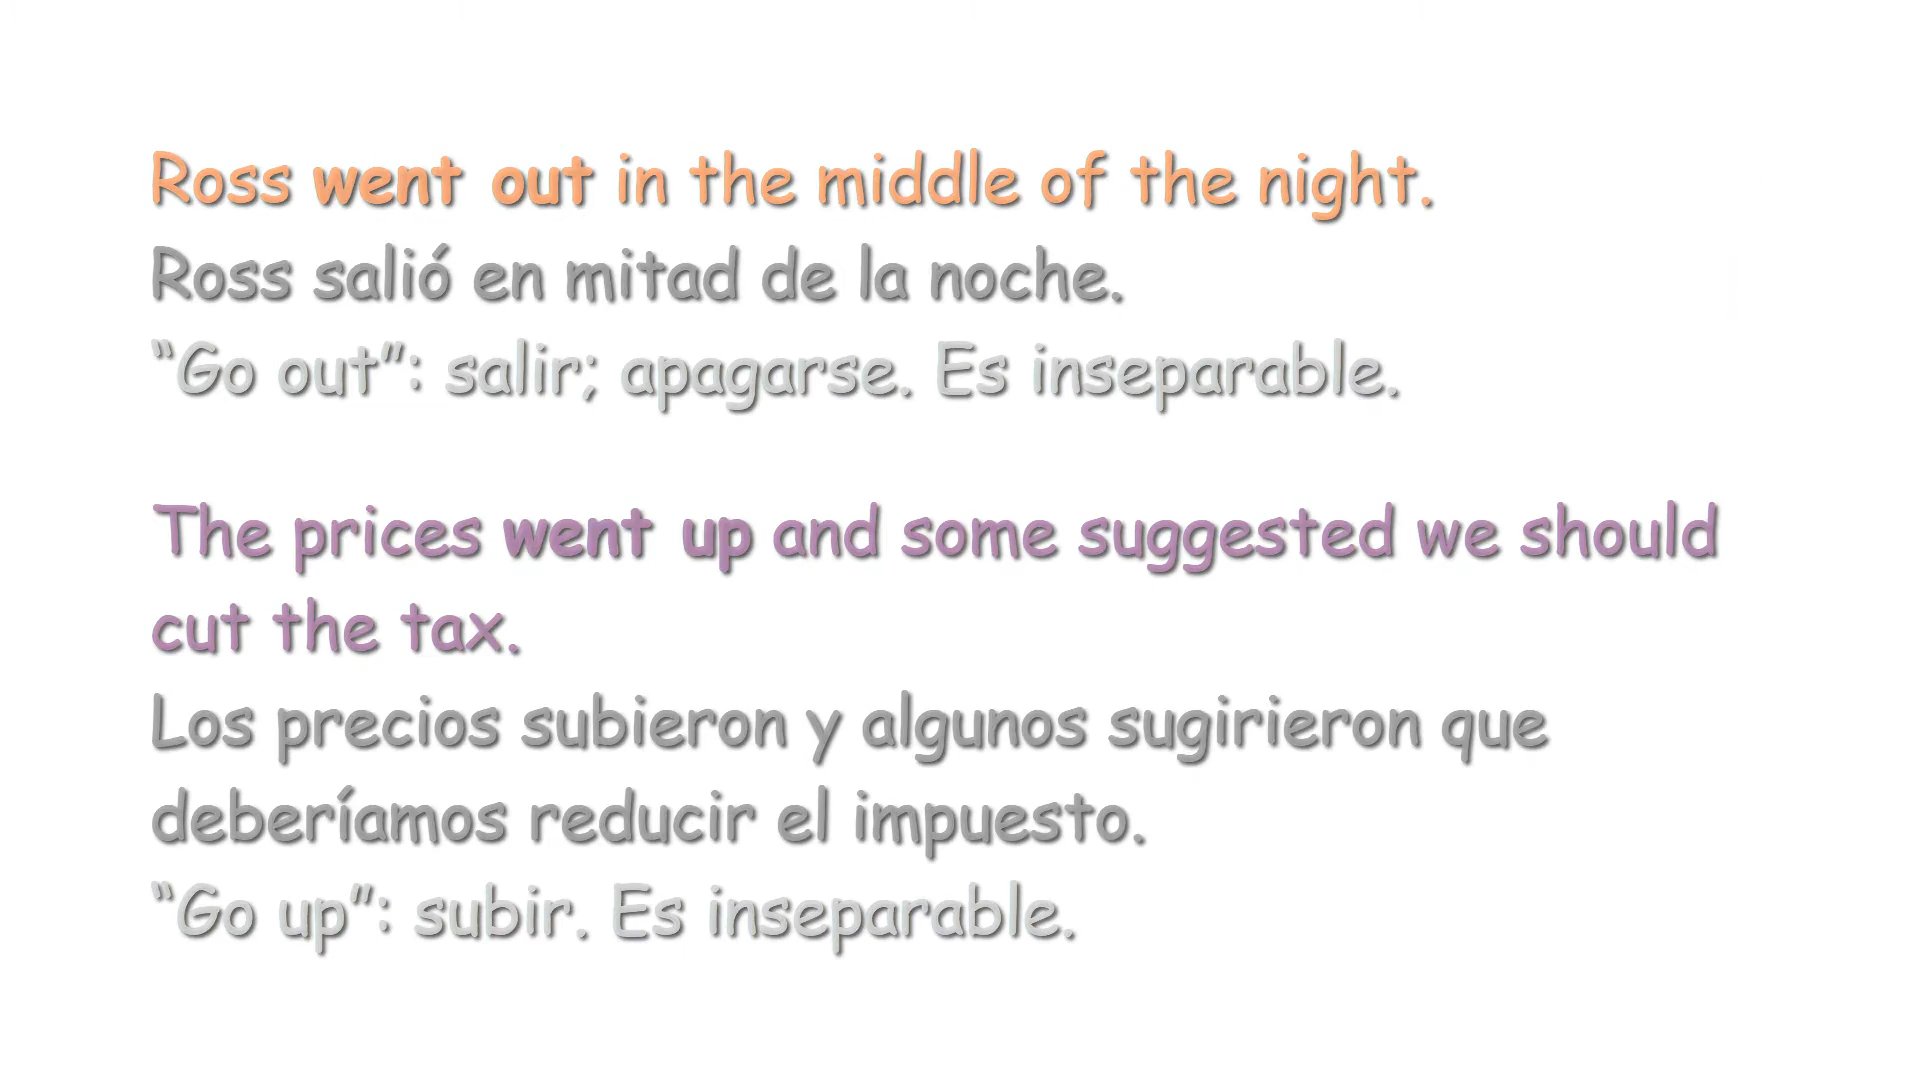 Ross went out in the middle of the night.
Ross salió en mitad de la noche.
“Go out”: salir; apagarse. Es inseparable.
The prices went up and some suggested we should
cut the tax.
Los precios subieron y algunos sugirieron que
deberíamos reducir el impuesto.
“Go up”: subir. Es inseparable.